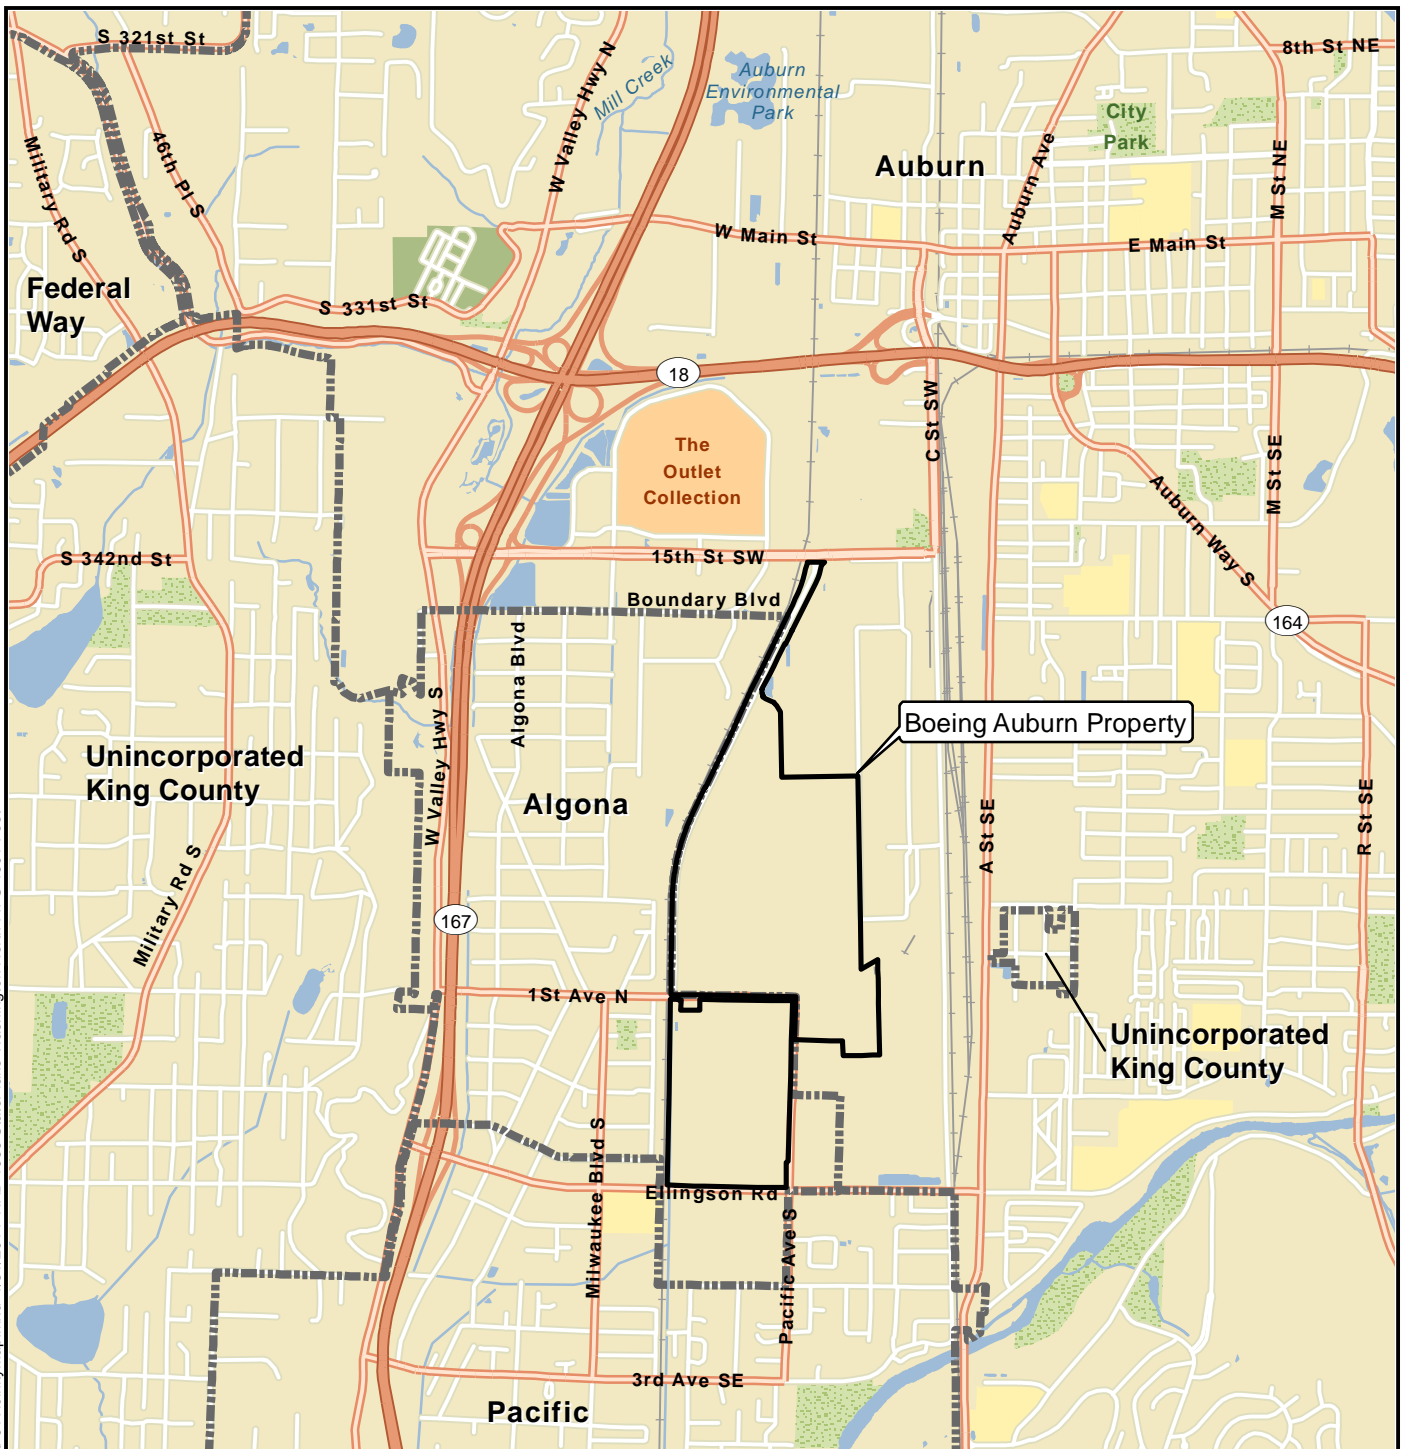 S 321st St
8th St NE
W Valley Hwy N
Mill Creek
Auburn
Environmental
Park
City
Park
46th Pl S
Military Rd S
Auburn
Auburn Ave
M St NE
W Main St
E Main St
Federal
Way
S 331st St
18
C St SW
The
Outlet
Collection
M St SE
Auburn Way S
S 342nd St
15th St SW
Boundary Blvd
164
Algona Blvd
W Valley Hwy S
Boeing Auburn Property
Unincorporated
King County
Algona
A St SE
R St SE
Military Rd S
167
1St Ave N
Unincorporated
King County
Milwaukee Blvd S
Ellingson Rd
Pacific Ave S
3rd Ave SE
Pacific